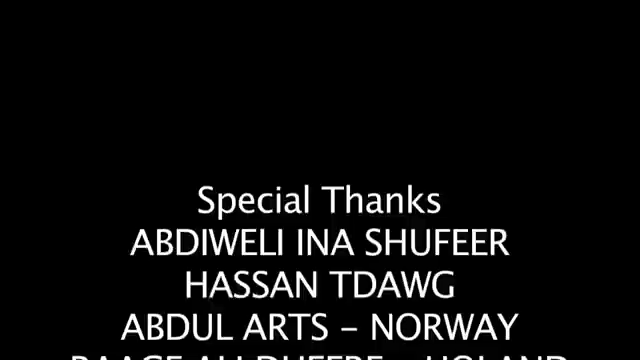 Special Thanks
ABDIWELI INA SHUFEER
HASSAN TDAWG
ABDUL ARTS – NORWAY